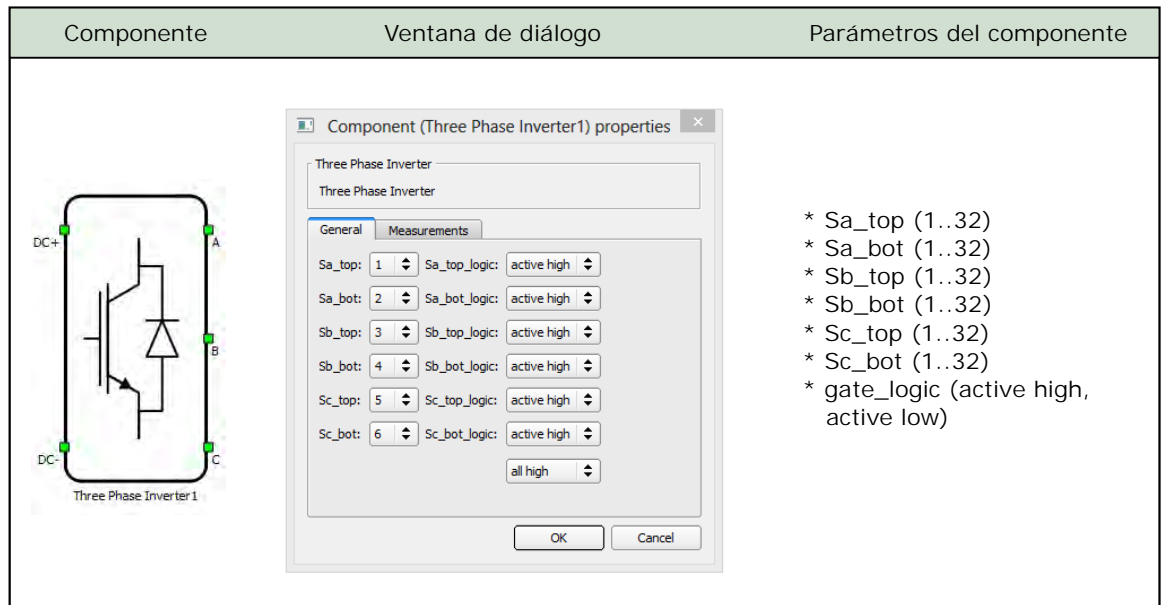 Componente Ventana de diálogo Parámetros del componente
DC+
A
B
DC-
C
Three Phase Inverter1
Component (Three Phase Inverter1) properties
Three Phase Inverter
Three Phase Inverter
General Measurements
Sa_top: 1 Sa_top_logic: active high
Sa_bot: 2 Sa_bot_logic: active high
Sb_top: 3 Sb_top_logic: active high
Sb_bot: 4 Sb_bot_logic: active high
Sc_top: 5 Sc_top_logic: active high
Sc_bot: 6 Sc_bot_logic: active high
all high
OK Cancel
* Sa_top (1..32)
* Sa_bot (1..32)
* Sb_top (1..32)
* Sb_bot (1..32)
* Sc_top (1..32)
* Sc_bot (1..32)
* gate_logic (active high,
active low)